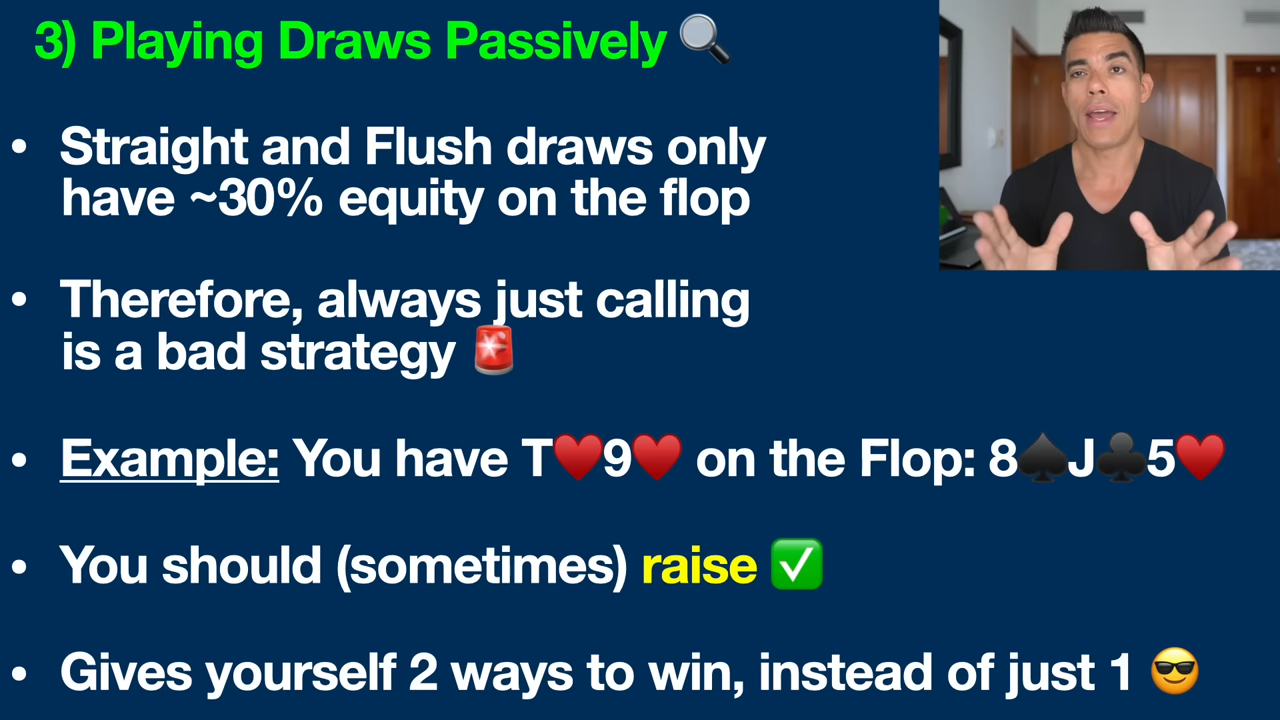 3) Playing Draws Passively 🔍
• Straight and Flush draws only
have ~30% equity on the flop
• Therefore, always just calling
is a bad strategy 🚨
• Example: You have T♥️9♥️ on the Flop: 8♠️J♣️5♥️
• You should (sometimes) raise ✅
• Gives yourself 2 ways to win, instead of just 1 😎